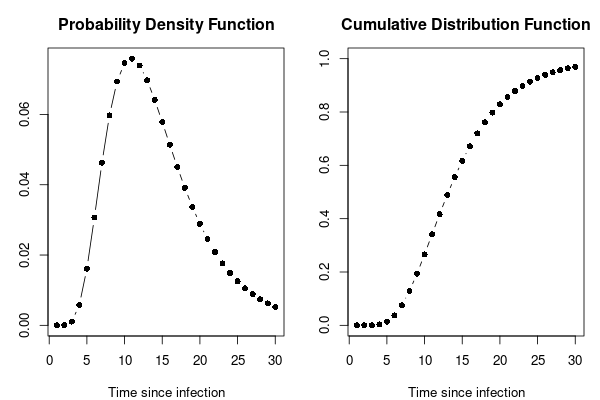 Probability Density Function
0.00 0.02 0.04 0.06
0 5 10 15 20 25 30
Time since infection
Cumulative Distribution Function
0.0 0.2 0.4 0.6 0.8 1.0
0 5 10 15 20 25 30
Time since infection